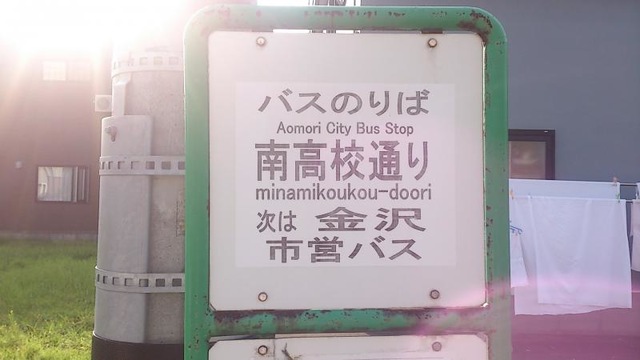 バスのりば
Aomori City Bus Stop
南高校通り
minamikoukou-doori
次は 金沢
市営バス